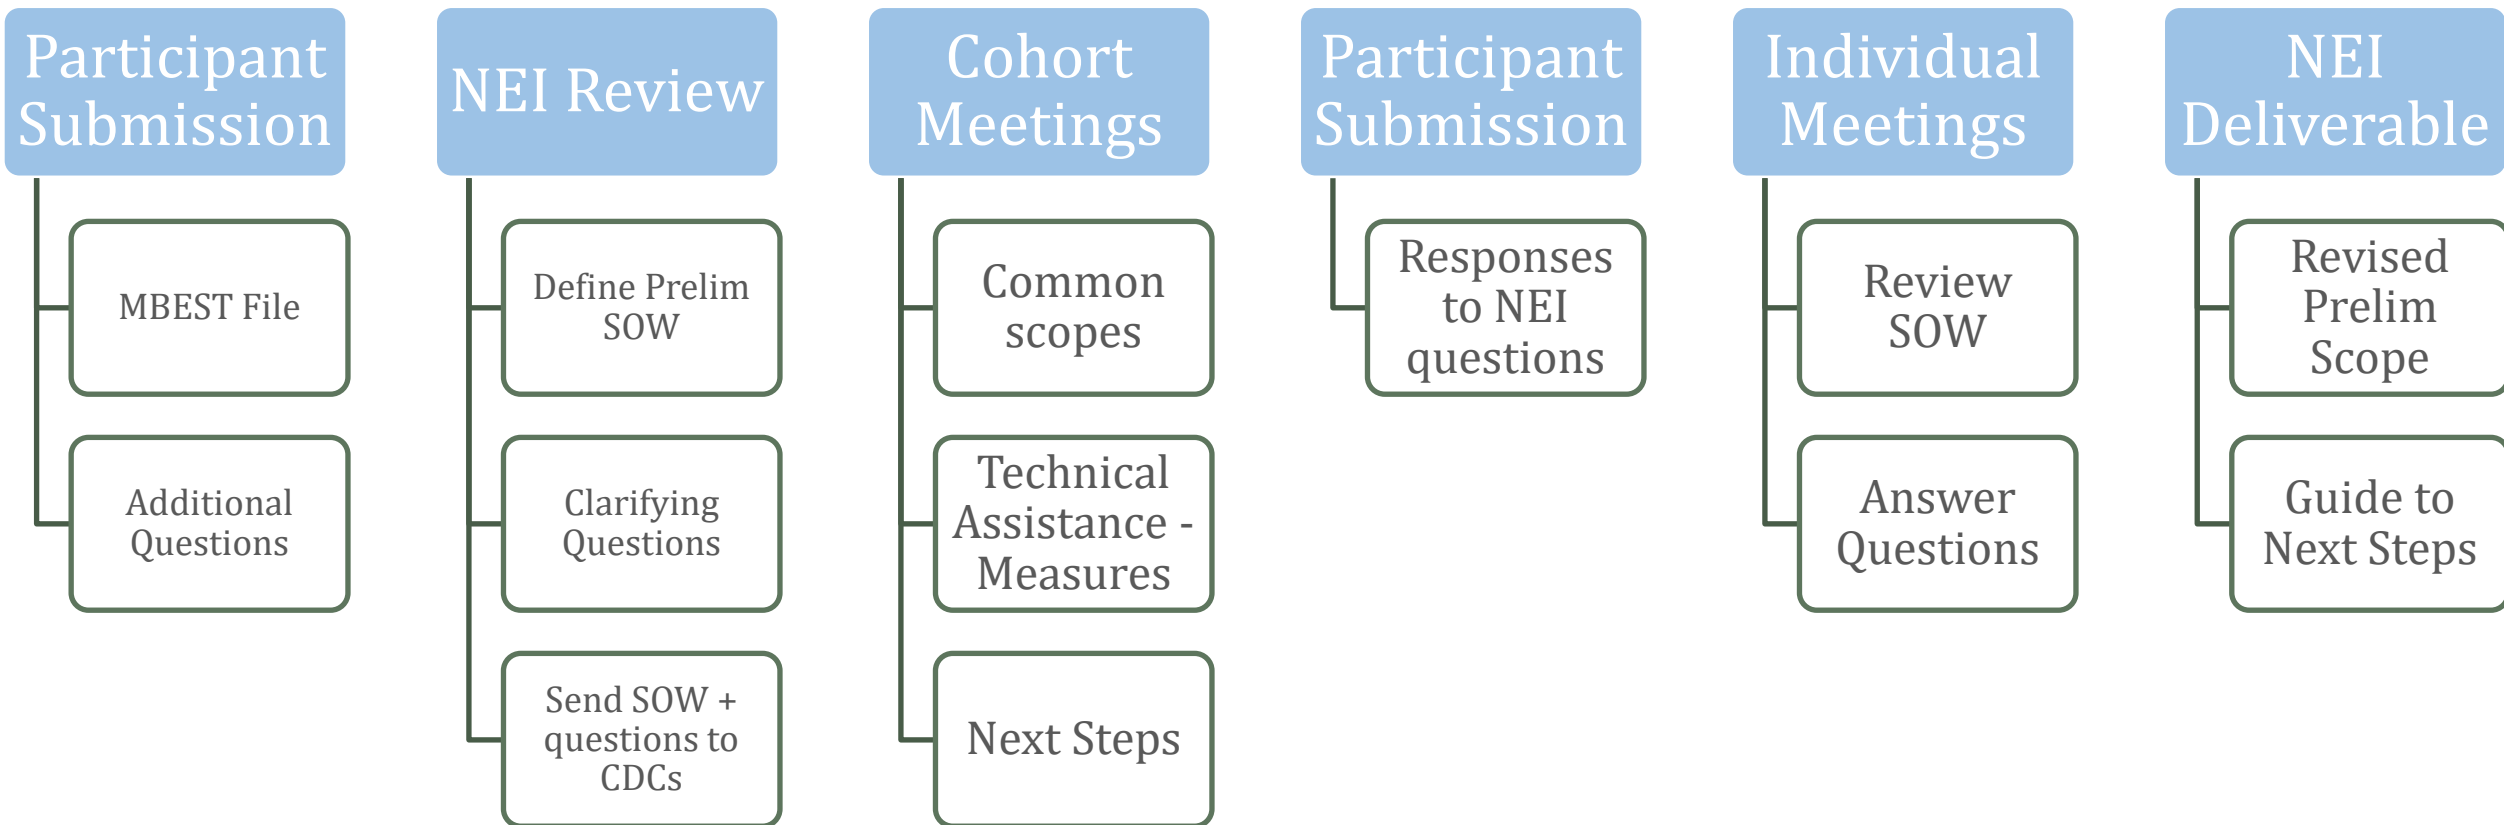 Participant
Submission
MBEST File
Additional
Questions
NEI Review
Define Prelim
SOW
Clarifying
Questions
Send SOW +
questions to
CDCs
Cohort
Meetings
Common
scopes
Technical
Assistance -
Measures
Next Steps
Participant
Submission
Responses
to NEI
questions
Individual
Meetings
Review
SOW
Answer
Questions
NEI
Deliverable
Revised
Prelim
Scope
Guide to
Next Steps